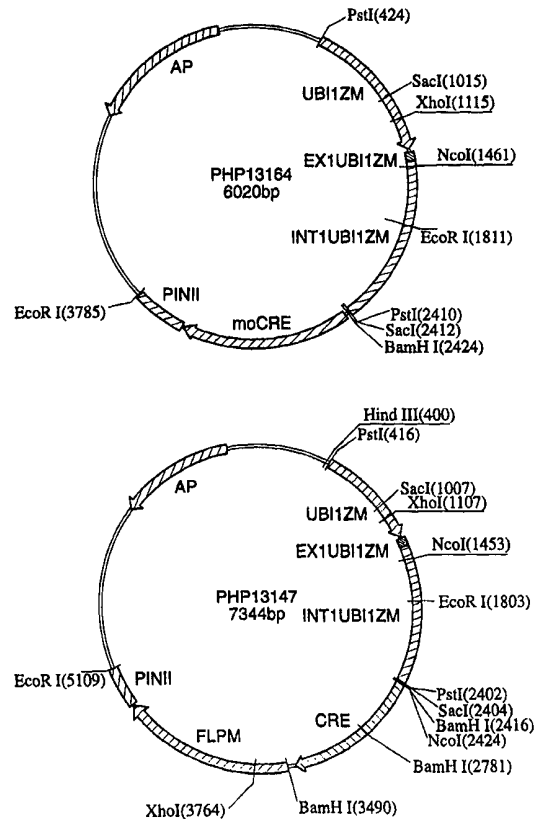 PstI(424)
AP
UBI1ZM
SacI(1015)
XhoI(1115)
EX1UBI1ZM
NcoI(1461)
PHP13164
6020bp
INT1UBI1ZM
EcoR I(1811)
PINII
EcoR I(3785)
moCRE
PstI(2410)
SacI(2412)
BamH I(2424)
Hind III(400)
PstI(416)
AP
SacI(1007)
UBI1ZM
XhoI(1107)
EX1UBI1ZM
NcoI(1453)
PHP13147
7344bp
INT1UBI1ZM
EcoR I(1803)
EcoR I(5109)
PINII
PstI(2402)
SacI(2404)
BamH I(2416)
NcoI(2424)
CRE
FLPM
BamH I(2781)
XhoI(3764)
BamH I(3490)